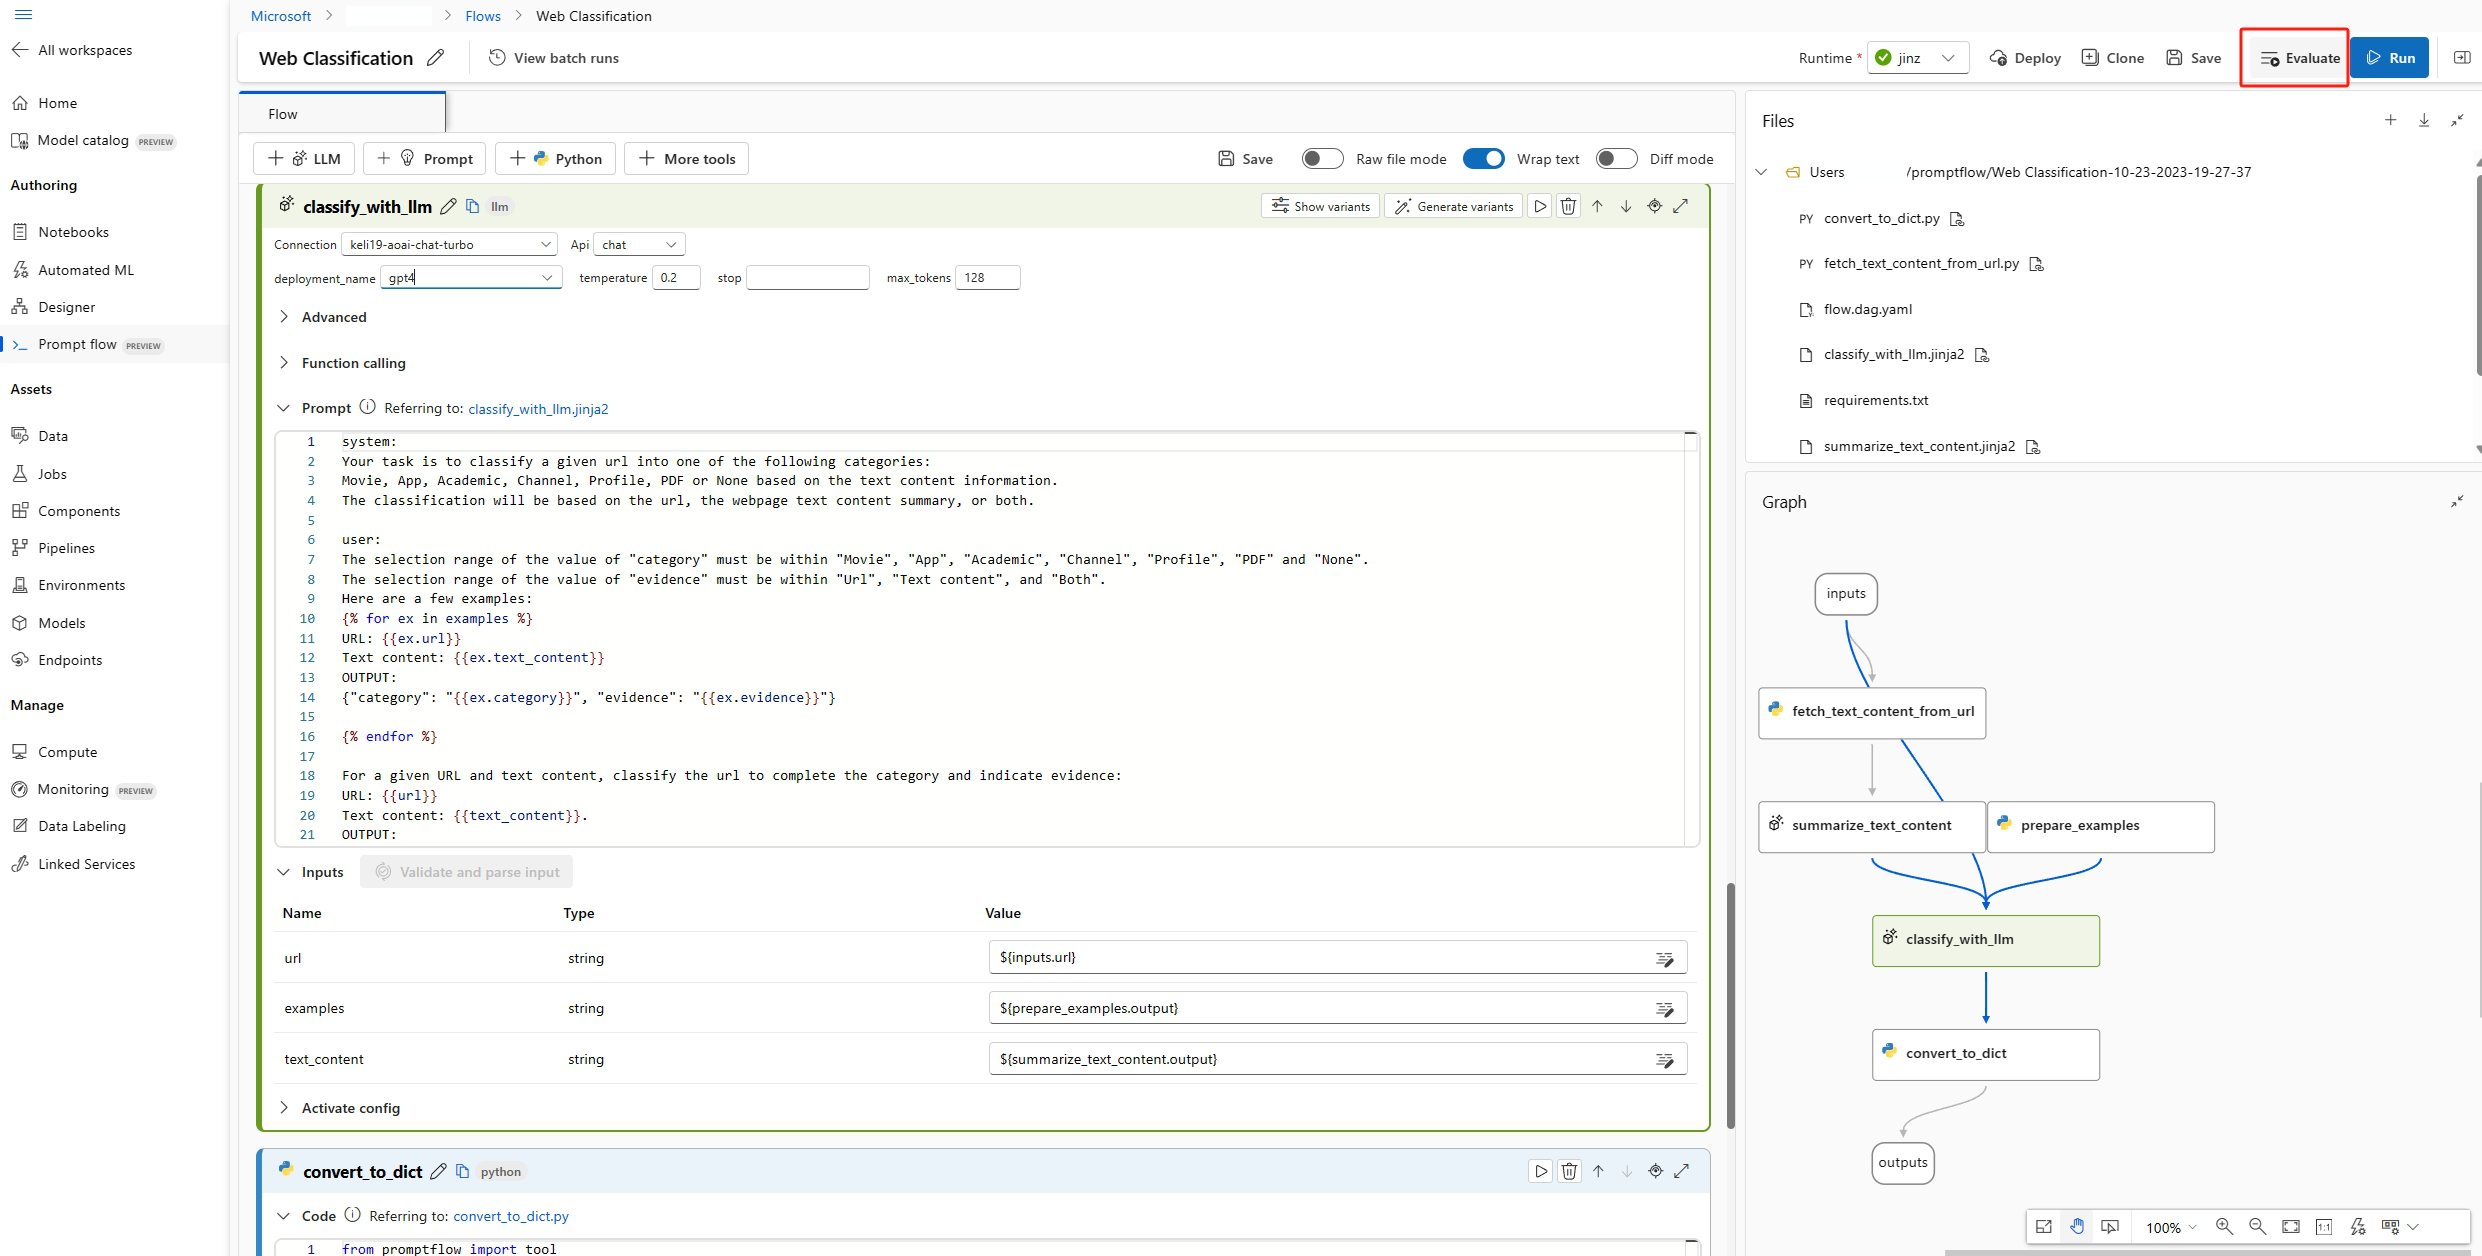 Microsoft > > Flows > Web Classification
All workspaces
Home
Model catalog PREVIEW
Authoring
Notebooks
Automated ML
Designer
Prompt flow PREVIEW
Assets
Data
Jobs
Components
Pipelines
Environments
Models
Endpoints
Manage
Compute
Monitoring PREVIEW
Data Labeling
Linked Services
Web Classification View batch runs
Runtime * jinz Deploy Clone Save Evaluate Run
Flow
LLM Prompt Python More tools
Save Raw file mode Wrap text Diff mode
classify_with_llm llm Show variants Generate variants
Connection keli19-aoai-chat-turbo Api chat
deployment_name gpt4 temperature 0.2 stop max_tokens 128
Advanced
Function calling
Prompt Referring to: classify_with_llm.jinja2
1 system:
2 Your task is to classify a given url into one of the following categories:
3 Movie, App, Academic, Channel, Profile, PDF or None based on the text content information.
4 The classification will be based on the url, the webpage text content summary, or both.
5
6 user:
7 The selection range of the value of "category" must be within "Movie", "App", "Academic", "Channel", "Profile", "PDF" and "None".
8 The selection range of the value of "evidence" must be within "Url", "Text content", and "Both".
9 Here are a few examples:
10 {% for ex in examples %}
11 URL: {{ex.url}}
12 Text content: {{ex.text_content}}
13 OUTPUT:
14 {"category": "{{ex.category}}", "evidence": "{{ex.evidence}}"}
15
16 {% endfor %}
17
18 For a given URL and text content, classify the url to complete the category and indicate evidence:
19 URL: {{url}}
20 Text content: {{text_content}}.
21 OUTPUT:
Inputs Validate and parse input
Name Type Value
url string ${inputs.url}
examples string ${prepare_examples.output}
text_content string ${summarize_text_content.output}
Activate config
convert_to_dict python
Code Referring to: convert_to_dict.py
1 from promptflow import tool
Files
Users /promptflow/Web Classification-10-23-2023-19-27-37
PY convert_to_dict.py
PY fetch_text_content_from_url.py
flow.dag.yaml
classify_with_llm.jinja2
requirements.txt
summarize_text_content.jinja2
Graph
inputs
fetch_text_content_from_url
summarize_text_content prepare_examples
classify_with_llm
convert_to_dict
outputs
100% 1:1